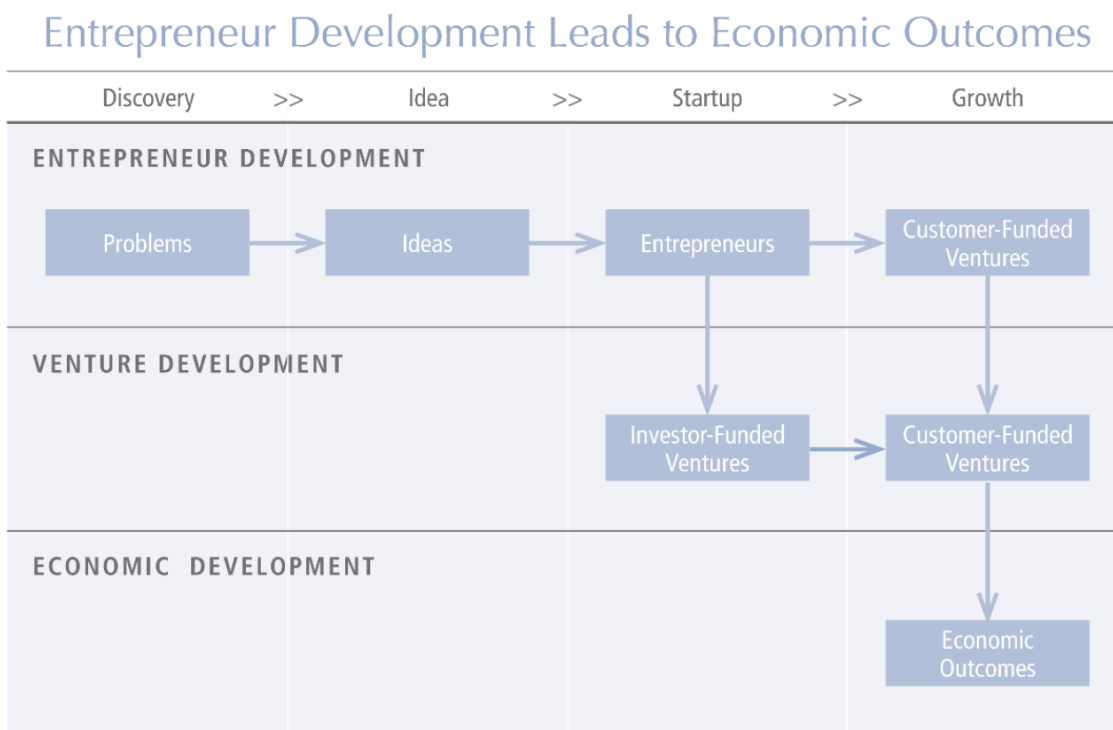 Entrepreneur Development Leads to Economic Outcomes
Discovery >> Idea >> Startup >> Growth
ENTREPRENEUR DEVELOPMENT
Problems
Ideas
Entrepreneurs
Customer-Funded
Ventures
VENTURE DEVELOPMENT
Investor-Funded
Ventures
Customer-Funded
Ventures
ECONOMIC DEVELOPMENT
Economic
Outcomes